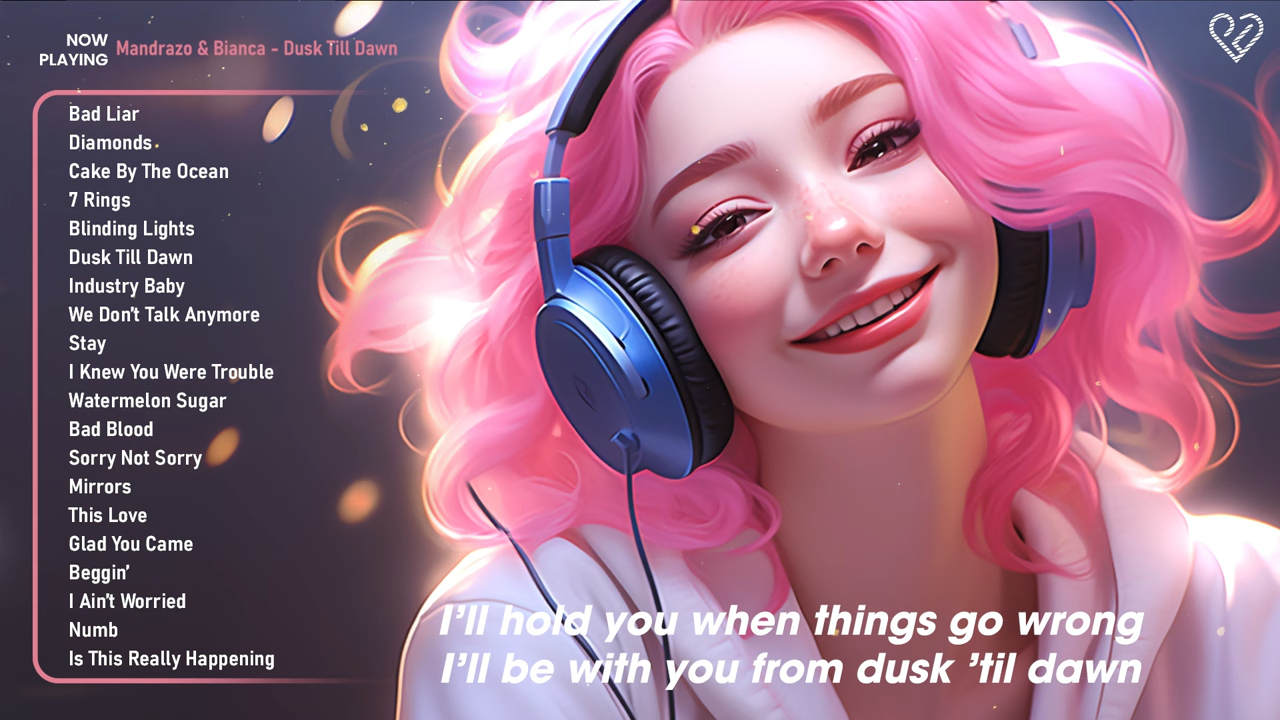 NOW
PLAYING
Mandrazo & Bianca - Dusk Till Dawn
Bad Liar
Diamonds
Cake By The Ocean
7 Rings
Blinding Lights
Dusk Till Dawn
Industry Baby
We Don't Talk Anymore
Stay
I Knew You Were Trouble
Watermelon Sugar
Bad Blood
Sorry Not Sorry
Mirrors
This Love
Glad You Came
Beggin'
I Ain't Worried
Numb
Is This Really Happening
I'll hold you when things go wrong
I'll be with you from dusk 'til dawn